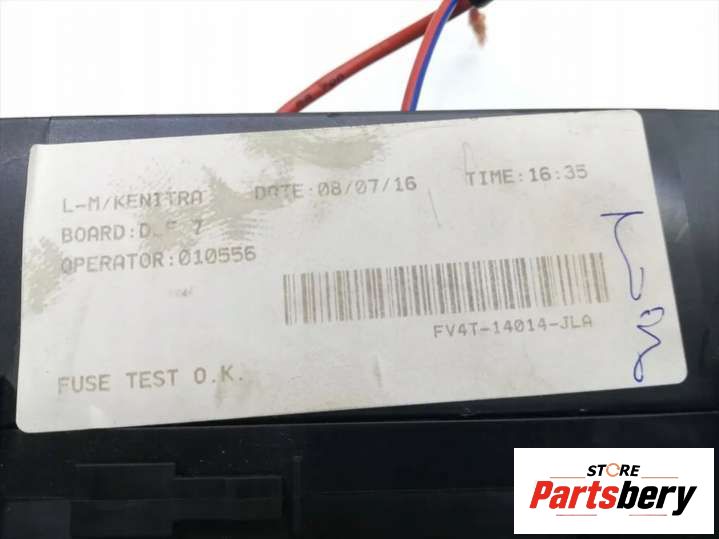 L-M/KENITRA DATE:08/07/16 TIME:16:35
BOARD:
OPERATOR:010556
FV4T-14014-JLA
FUSE TEST O.K.
STORE
Partsbery